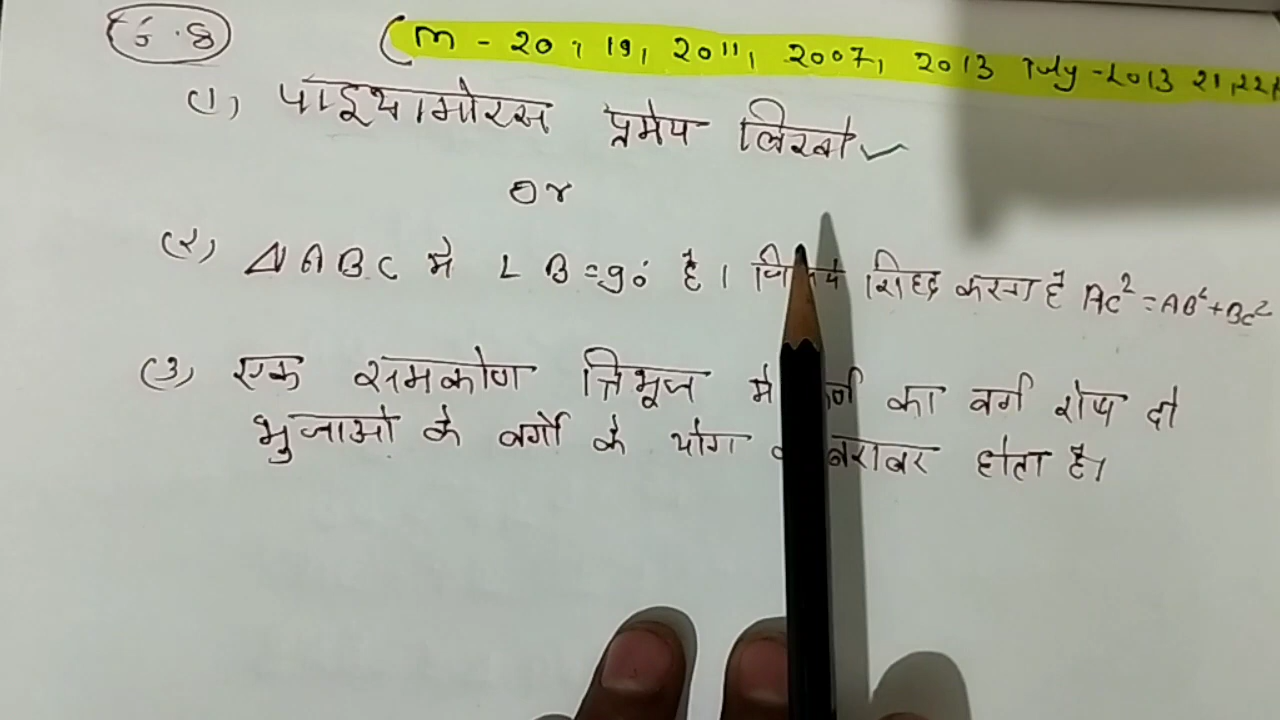 6.8
(m - 20, 19, 2011, 2007, 2013 July - 2013 21,22,
(1) पाइथागोरस प्रमेय लिखो
or
(2) △ABC मे ∠B=90° है। सिद्ध करना है AC²=AB²+BC²
(3) एक समकोण त्रिभुज मे का वर्ग शेष दो
भुजाओ के वर्गों के योग बराबर होता है।